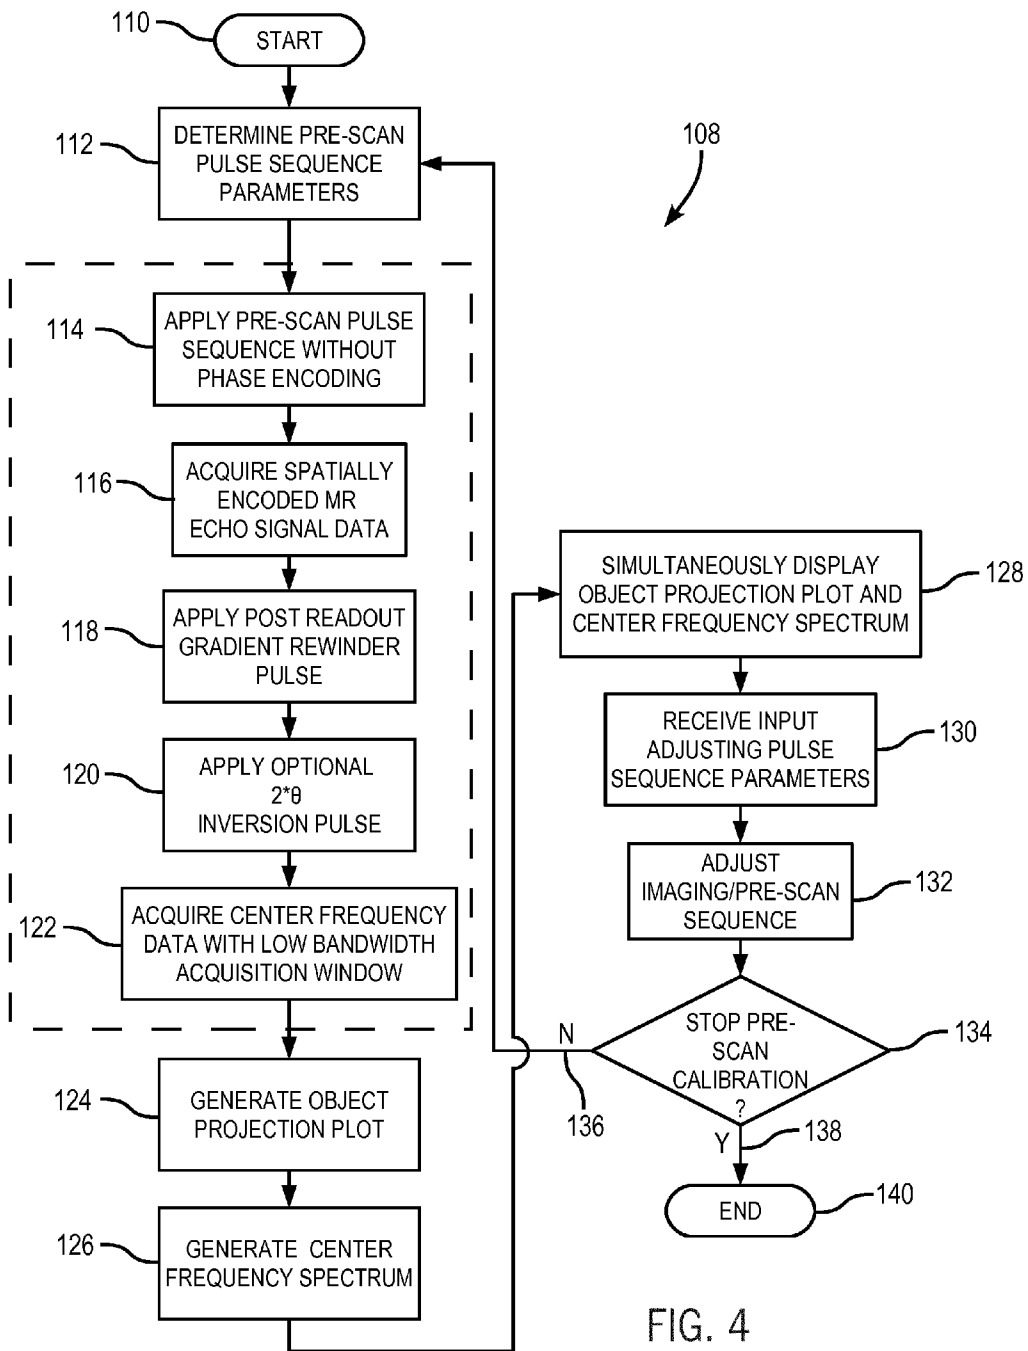 110
START
112
DETERMINE PRE-SCAN
PULSE SEQUENCE
PARAMETERS
108
114
APPLY PRE-SCAN PULSE
SEQUENCE WITHOUT
PHASE ENCODING
116
ACQUIRE SPATIALLY
ENCODED MR
ECHO SIGNAL DATA
118
APPLY POST READOUT
GRADIENT REWINDER
PULSE
120
APPLY OPTIONAL
2*θ
INVERSION PULSE
122
ACQUIRE CENTER FREQUENCY
DATA WITH LOW BANDWIDTH
ACQUISITION WINDOW
124
GENERATE OBJECT
PROJECTION PLOT
126
GENERATE CENTER
FREQUENCY SPECTRUM
SIMULTANEOUSLY DISPLAY
OBJECT PROJECTION PLOT AND
CENTER FREQUENCY SPECTRUM
128
RECEIVE INPUT
ADJUSTING PULSE
SEQUENCE PARAMETERS
130
ADJUST
IMAGING/PRE-SCAN
SEQUENCE
132
STOP PRE-
SCAN
CALIBRATION
?
134
N
136
Y
138
END
140
FIG. 4